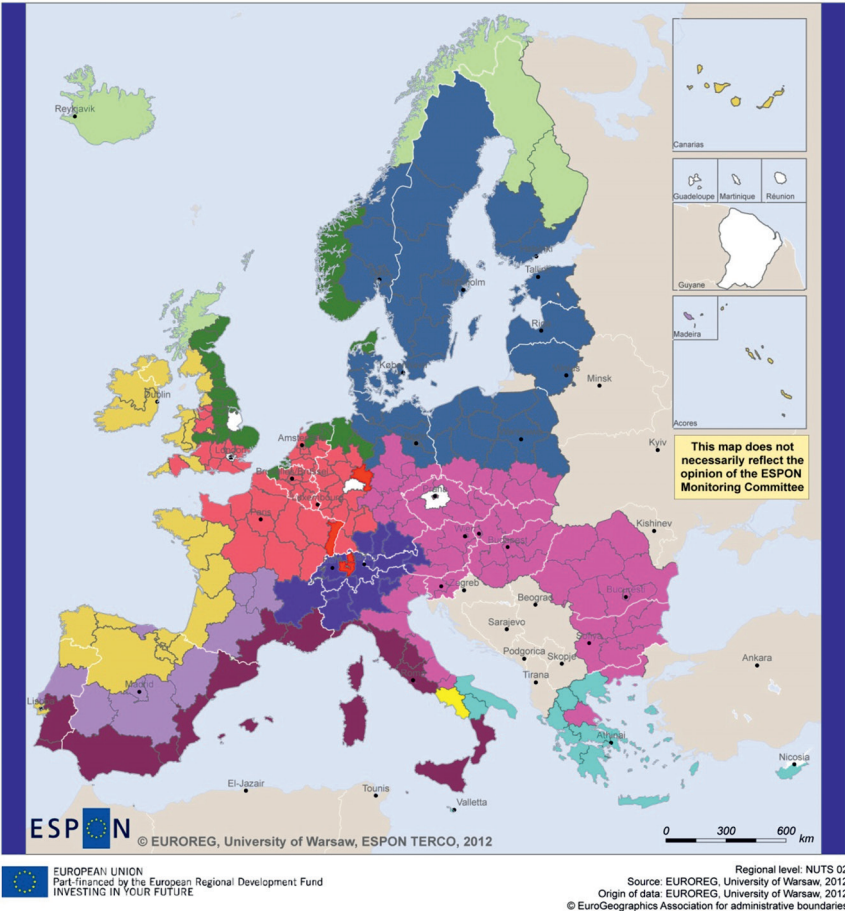 Reykjavik
Canarias
Guadeloupe
Martinique
Réunion
Guyane
Madeira
Acores
This map does not
necessarily reflect the
opinion of the ESPON
Monitoring Committee
Minsk
Kyiv
Kishinev
Dublin
London
Paris
Madrid
Budapest
Zagreb
Beograd
Sarajevo
Podgorica
Skopje
Tirana
Sofia
Ankara
Athinai
Nicosia
El-Jazair
Tounis
Valletta
ESPON
© EUROREG, University of Warsaw, ESPON TERCO, 2012
0 300 600
km
EUROPEAN UNION
Part-financed by the European Regional Development Fund
INVESTING IN YOUR FUTURE
Regional level: NUTS 02
Source: EUROREG, University of Warsaw, 2012
Origin of data: EUROREG, University of Warsaw, 2012
© EuroGeographics Association for administrative boundaries